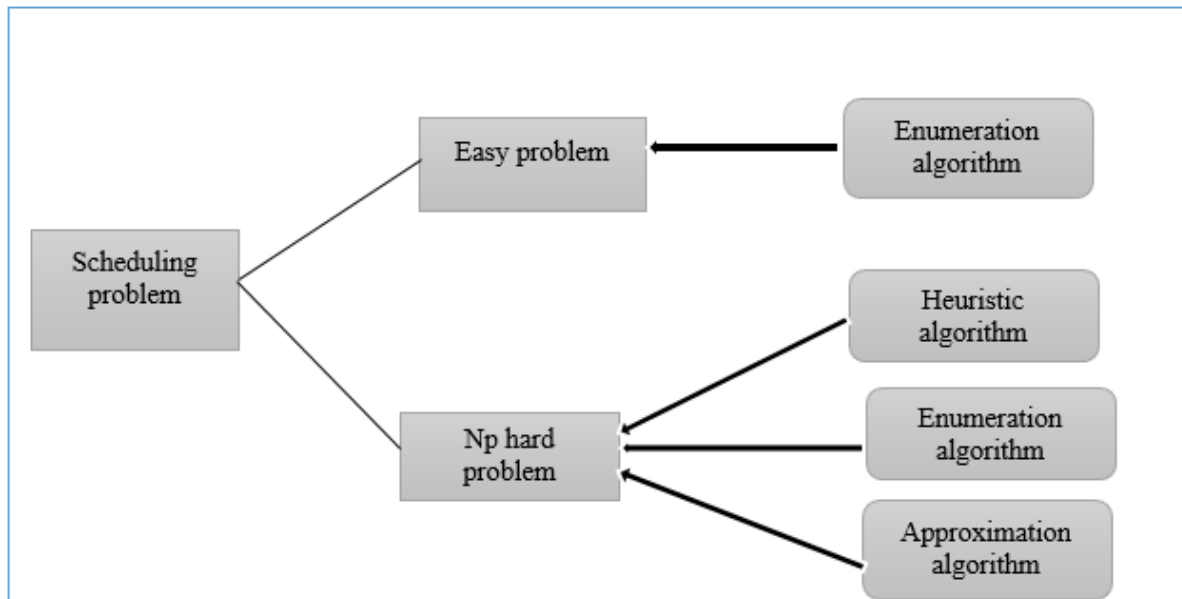 Scheduling
problem
Easy problem
Enumeration
algorithm
Np hard
problem
Heuristic
algorithm
Enumeration
algorithm
Approximation
algorithm